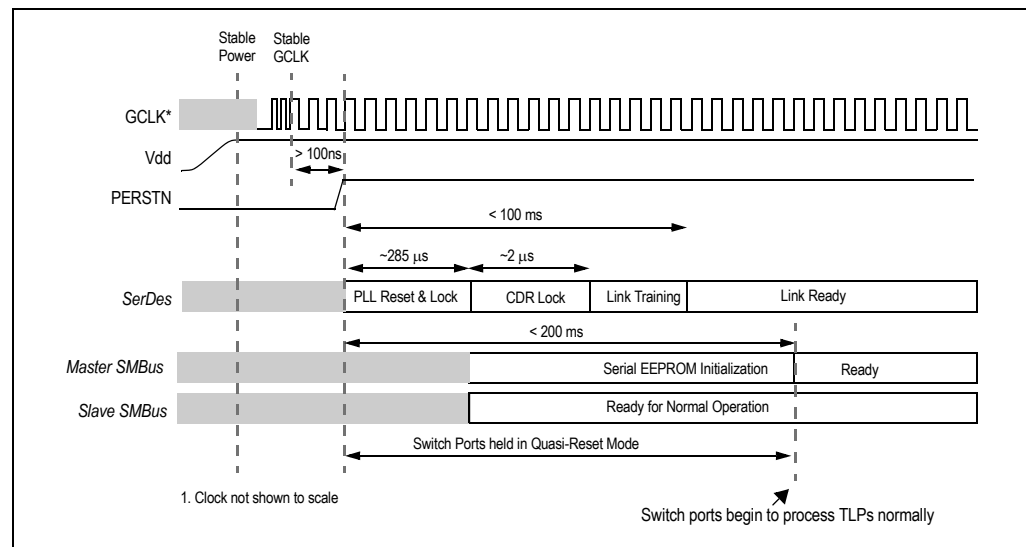 Stable Power
Stable GCLK
GCLK*
Vdd
> 100ns
PERSTN
< 100 ms
~285 μs
~2 μs
SerDes
PLL Reset & Lock
CDR Lock
Link Training
Link Ready
< 200 ms
Master SMBus
Serial EEPROM Initialization
Ready
Slave SMBus
Ready for Normal Operation
Switch Ports held in Quasi-Reset Mode
1. Clock not shown to scale
Switch ports begin to process TLPs normally